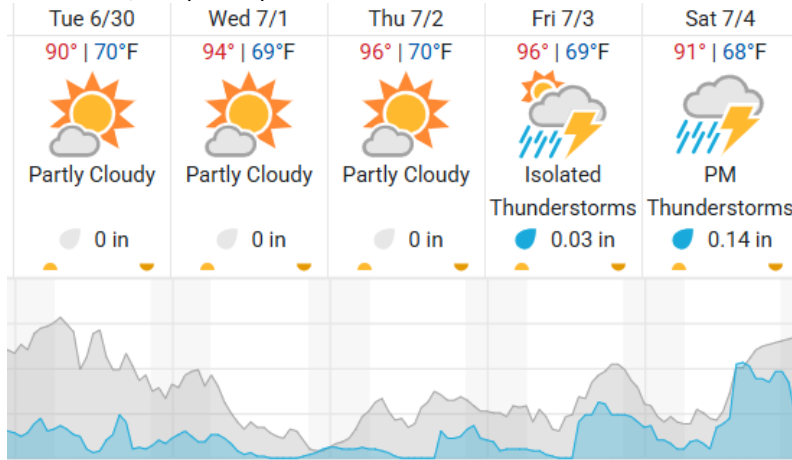 Tue 6/30 Wed 7/1 Thu 7/2 Fri 7/3 Sat 7/4
90° | 70°F 94° | 69°F 96° | 70°F 96° | 69°F 91° | 68°F
Partly Cloudy Partly Cloudy Partly Cloudy Isolated PM
Thunderstorms Thunderstorms
0 in 0 in 0 in 0.03 in 0.14 in